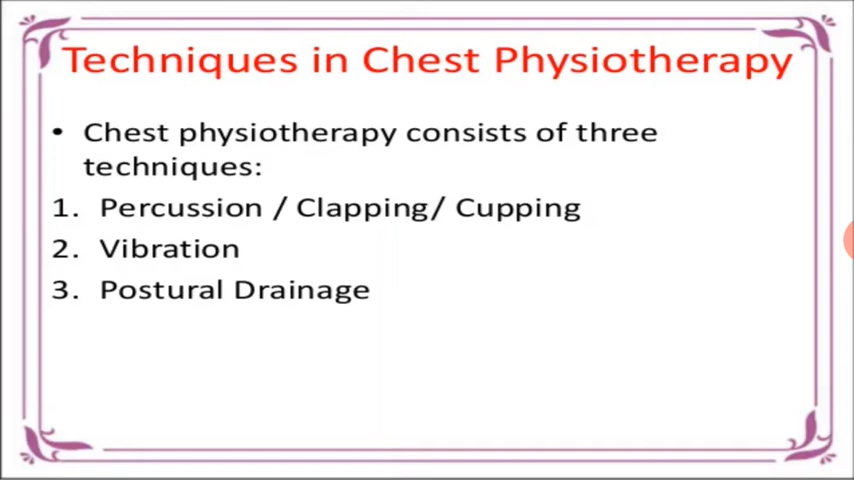 Techniques in Chest Physiotherapy
• Chest physiotherapy consists of three
techniques:
1. Percussion / Clapping/ Cupping
2. Vibration
3. Postural Drainage